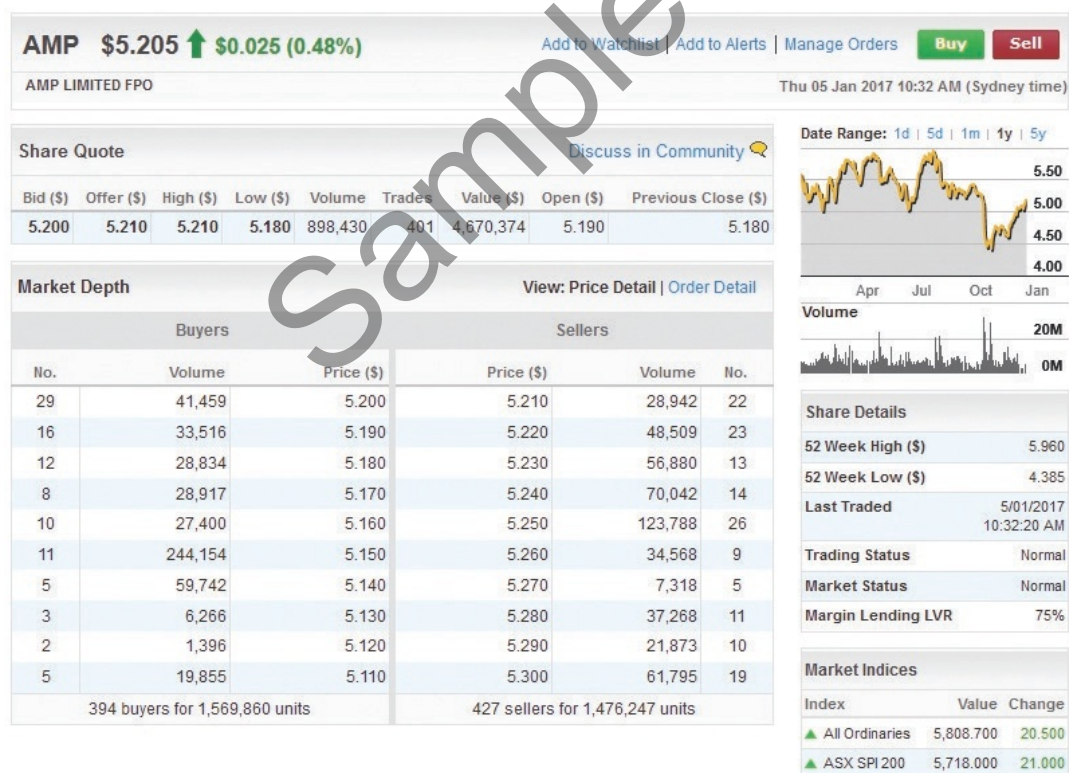 AMP $5.205 $0.025 (0.48%)
Add to Watchlist | Add to Alerts | Manage Orders Buy Sell
AMP LIMITED FPO
Thu 05 Jan 2017 10:32 AM (Sydney time)
Sample
Share Quote
Discuss in Community
Bid ($) Offer ($) High ($) Low ($) Volume Trades Value ($) Open ($) Previous Close ($)
5.200 5.210 5.210 5.180 898,430 401 4,670,374 5.190 5.180
Market Depth
View: Price Detail | Order Detail
Buyers Sellers
No. Volume Price ($) Price ($) Volume No.
29 41,459 5.200 5.210 28,942 22
16 33,516 5.190 5.220 48,509 23
12 28,834 5.180 5.230 56,880 13
8 28,917 5.170 5.240 70,042 14
10 27,400 5.160 5.250 123,788 26
11 244,154 5.150 5.260 34,568 9
5 59,742 5.140 5.270 7,318 5
3 6,266 5.130 5.280 37,268 11
2 1,396 5.120 5.290 21,873 10
5 19,855 5.110 5.300 61,795 19
394 buyers for 1,569,860 units 427 sellers for 1,476,247 units
Date Range: 1d | 5d | 1m | 1y | 5y
5.50
5.00
4.50
4.00
Apr Jul Oct Jan
Volume
20M
0M
Share Details
52 Week High ($) 5.960
52 Week Low ($) 4.385
Last Traded 5/01/2017
10:32:20 AM
Trading Status Normal
Market Status Normal
Margin Lending LVR 75%
Market Indices
Index Value Change
All Ordinaries 5,808.700 20.500
ASX SPI 200 5,718.000 21.000